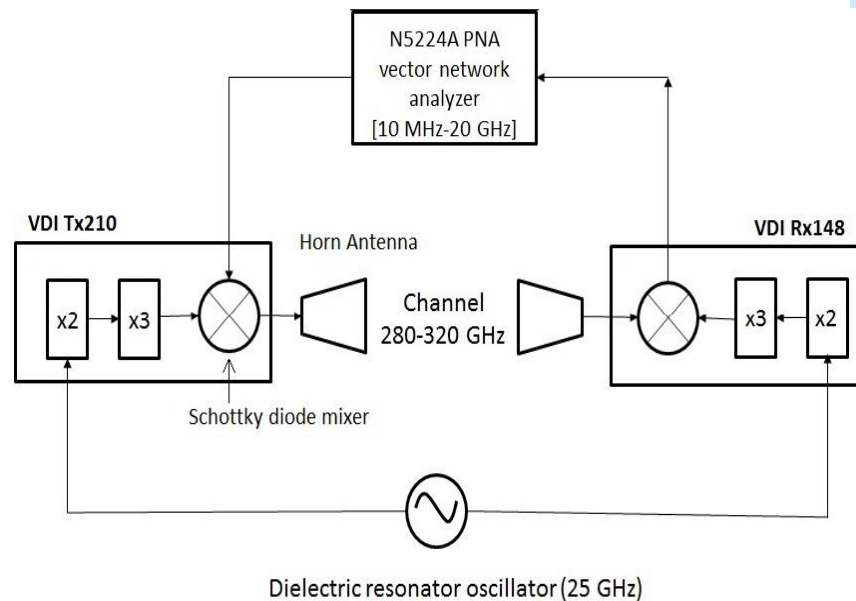 N5224A PNA
vector network
analyzer
[10 MHz-20 GHz]
VDI Tx210
VDI Rx148
Horn Antenna
x2
x3
Channel
280-320 GHz
x3
x2
Schottky diode mixer
Dielectric resonator oscillator (25 GHz)